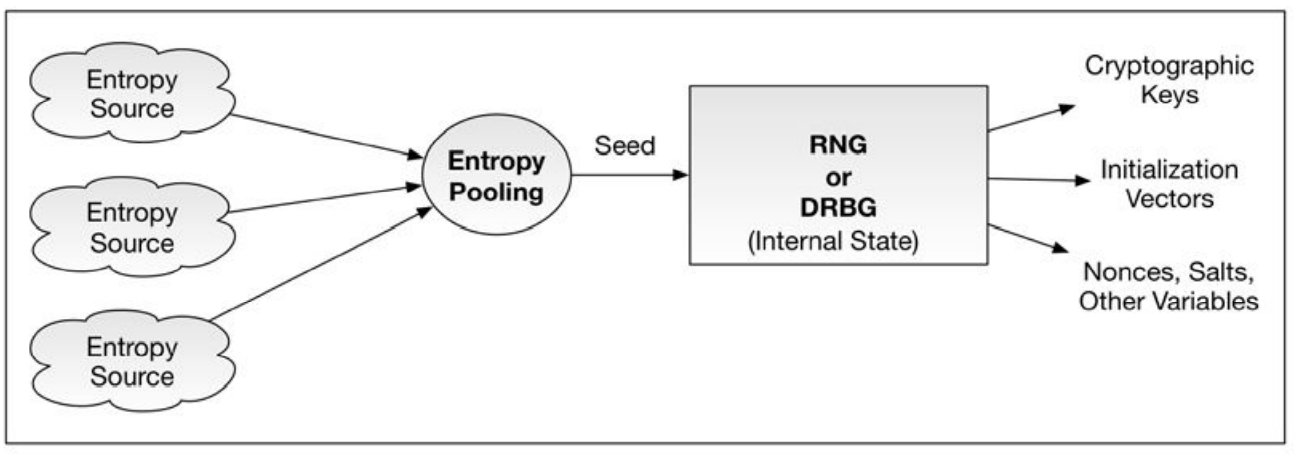 Entropy
Source
Entropy
Source
Entropy
Source
Entropy
Pooling
Seed
RNG
or
DRBG
(Internal State)
Cryptographic
Keys
Initialization
Vectors
Nonces, Salts,
Other Variables